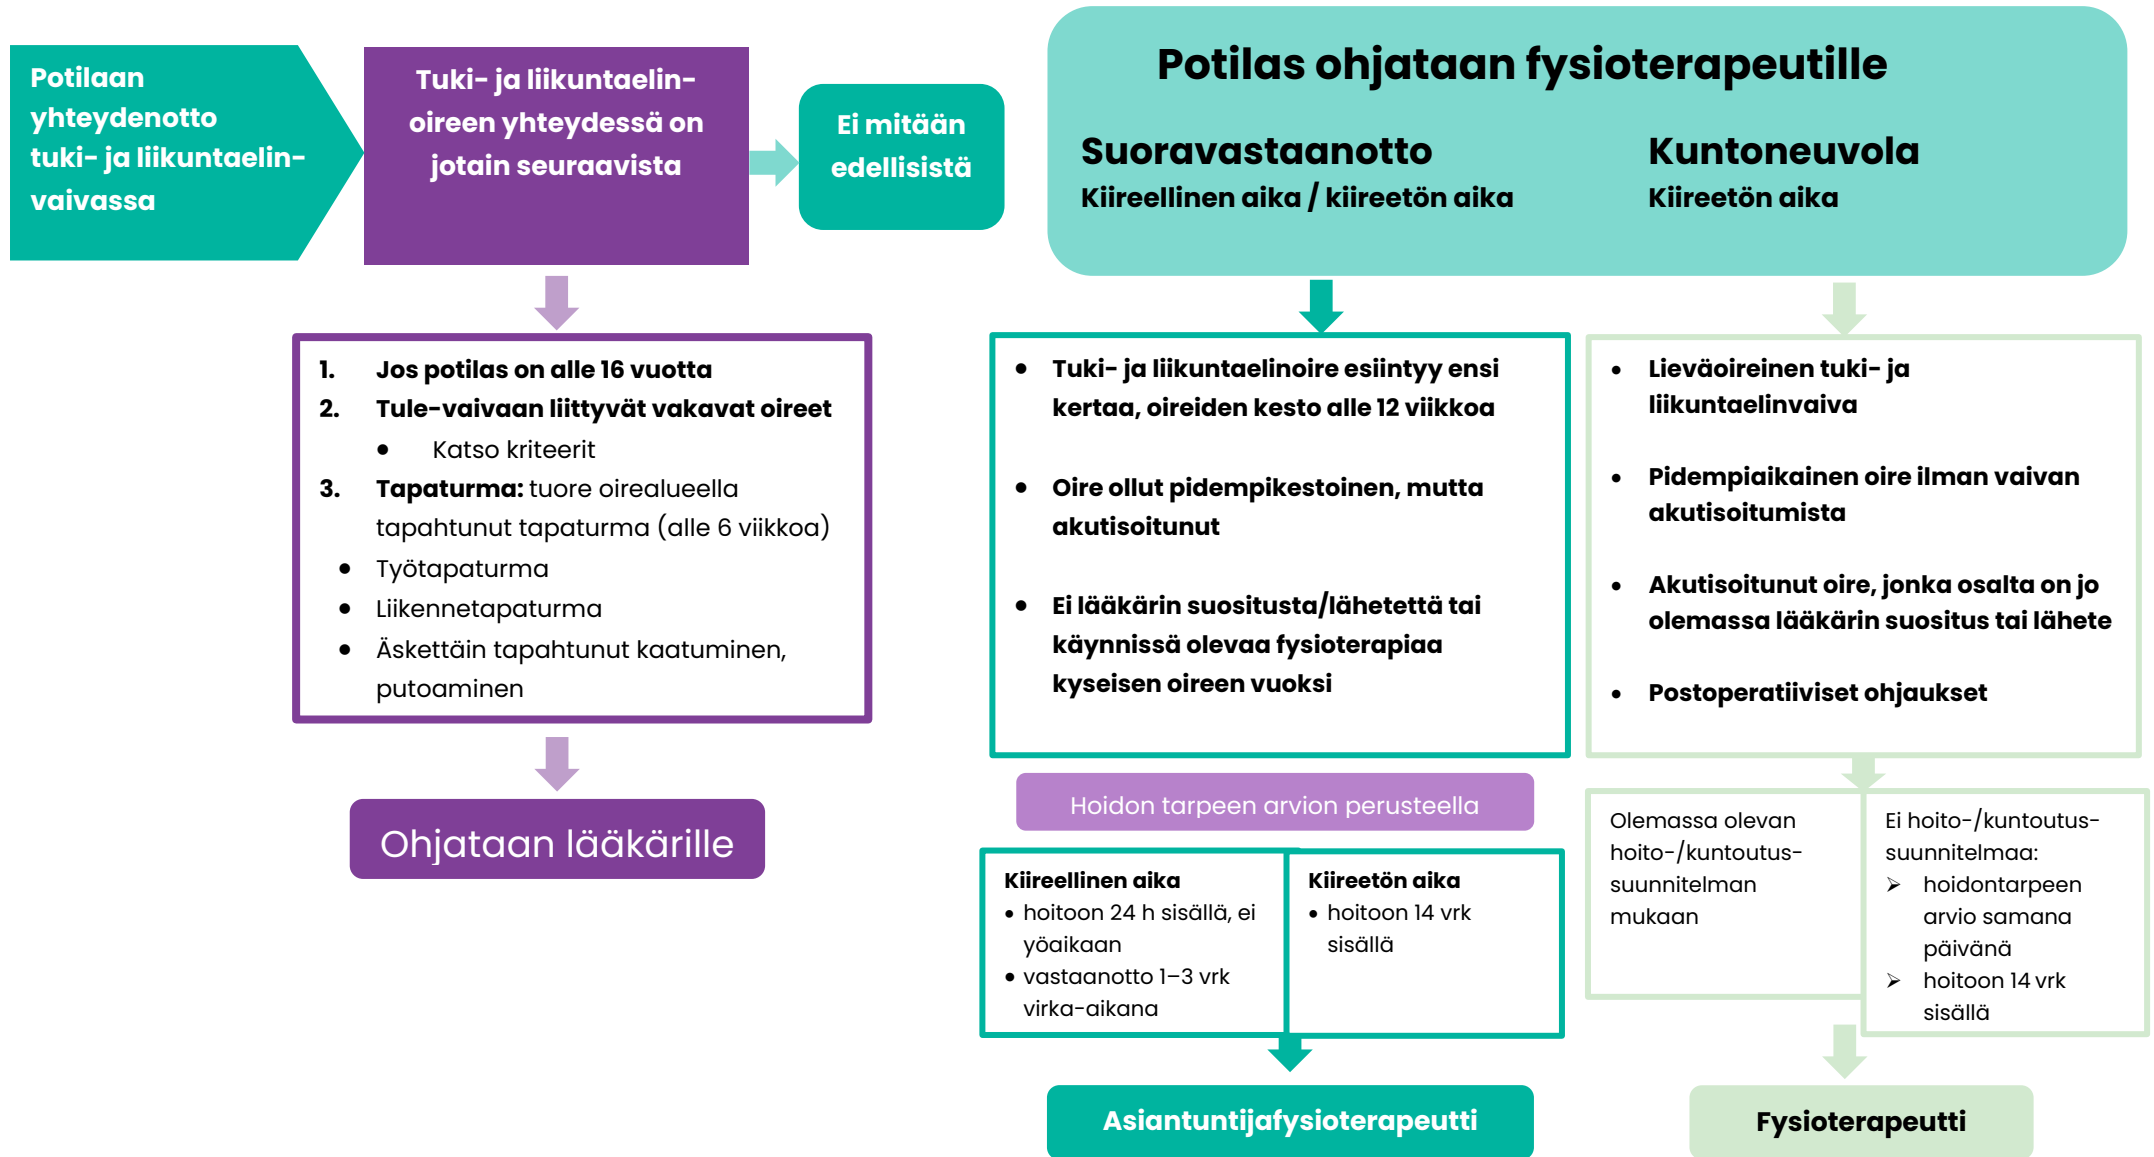 Potilaan
yhteydenotto
tuki- ja liikuntaelin-
vaivassa
Tuki- ja liikuntaelin-
oireen yhteydessä on
jotain seuraavista
Ei mitään
edellisistä
Potilas ohjataan fysioterapeutille
Suoravastaanotto
Kiireellinen aika / kiireetön aika
Kuntoneuvola
Kiireetön aika
1. Jos potilas on alle 16 vuotta
2. Tule-vaivaan liittyvät vakavat oireet
• Katso kriteerit
3. Tapaturma: tuore oirealueella
tapahtunut tapaturma (alle 6 viikkoa)
• Työtapaturma
• Liikennetapaturma
• Äskettäin tapahtunut kaatuminen,
putoaminen
Ohjataan lääkärille
• Tuki- ja liikuntaelinoire esiintyy ensi
kertaa, oireiden kesto alle 12 viikkoa
• Oire ollut pidempikestoinen, mutta
akutisoitunut
• Ei lääkärin suositusta/lähetettä tai
käynnissä olevaa fysioterapiaa
kyseisen oireen vuoksi
Hoidon tarpeen arvion perusteella
Kiireellinen aika
• hoitoon 24 h sisällä, ei
yöaikaan
• vastaanotto 1–3 vrk
virka-aikana
Kiireetön aika
• hoitoon 14 vrk
sisällä
Asiantuntijafysioterapeutti
• Lieväoireinen tuki- ja
liikuntaelinvaiva
• Pidempiaikainen oire ilman vaivan
akutisoitumista
• Akutisoitunut oire, jonka osalta on jo
olemassa lääkärin suositus tai lähete
• Postoperatiiviset ohjaukset
Olemassa olevan
hoito-/kuntoutus-
suunnitelman
mukaan
Ei hoito-/kuntoutus-
suunnitelmaa:
➢ hoidontarpeen
arvio samana
päivänä
➢ hoitoon 14 vrk
sisällä
Fysioterapeutti